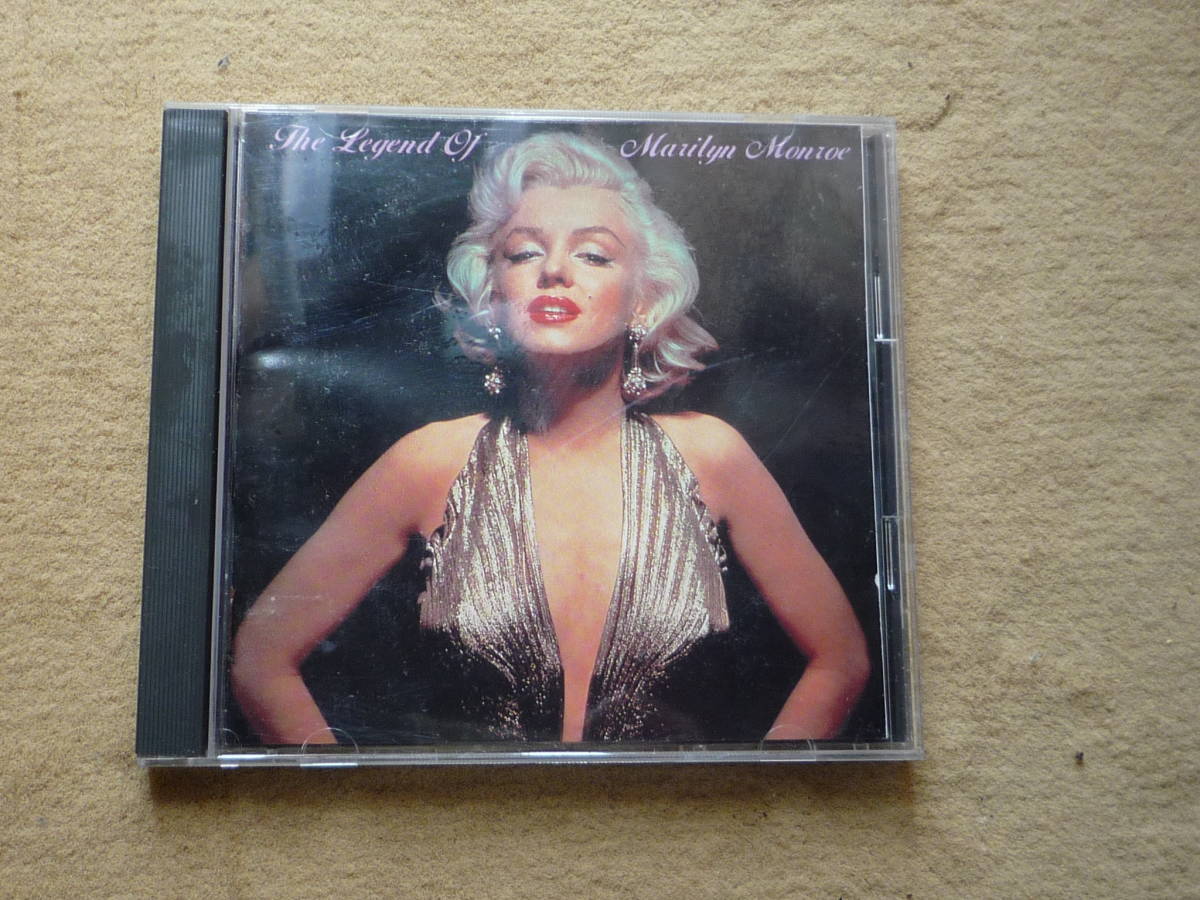 The Legend Of Marilyn Monroe